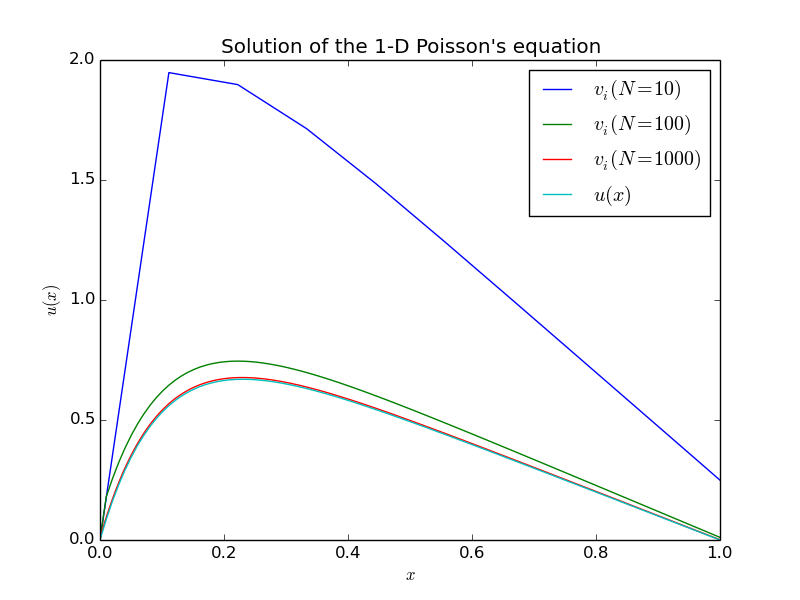 Solution of the 1-D Poisson's equation
2.0
1.5
1.0
0.5
0.0
u(x)
v_i(N=10)
v_i(N=100)
v_i(N=1000)
u(x)
0.0 0.2 0.4 0.6 0.8 1.0
x